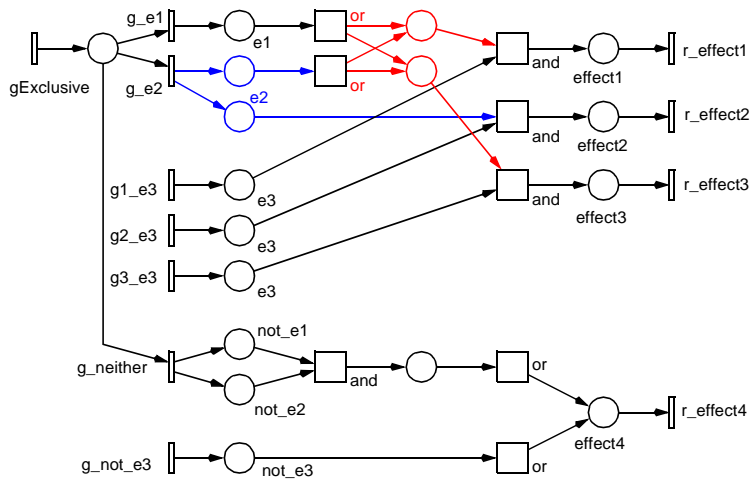 g_e1
or
e1
r_effect1
and
gExclusive
effect1
g_e2
or
e2
r_effect2
and
effect2
g1_e3
e3
r_effect3
and
effect3
g2_e3
e3
g3_e3
e3
not_e1
g_neither
or
and
not_e2
r_effect4
effect4
g_not_e3
not_e3
or